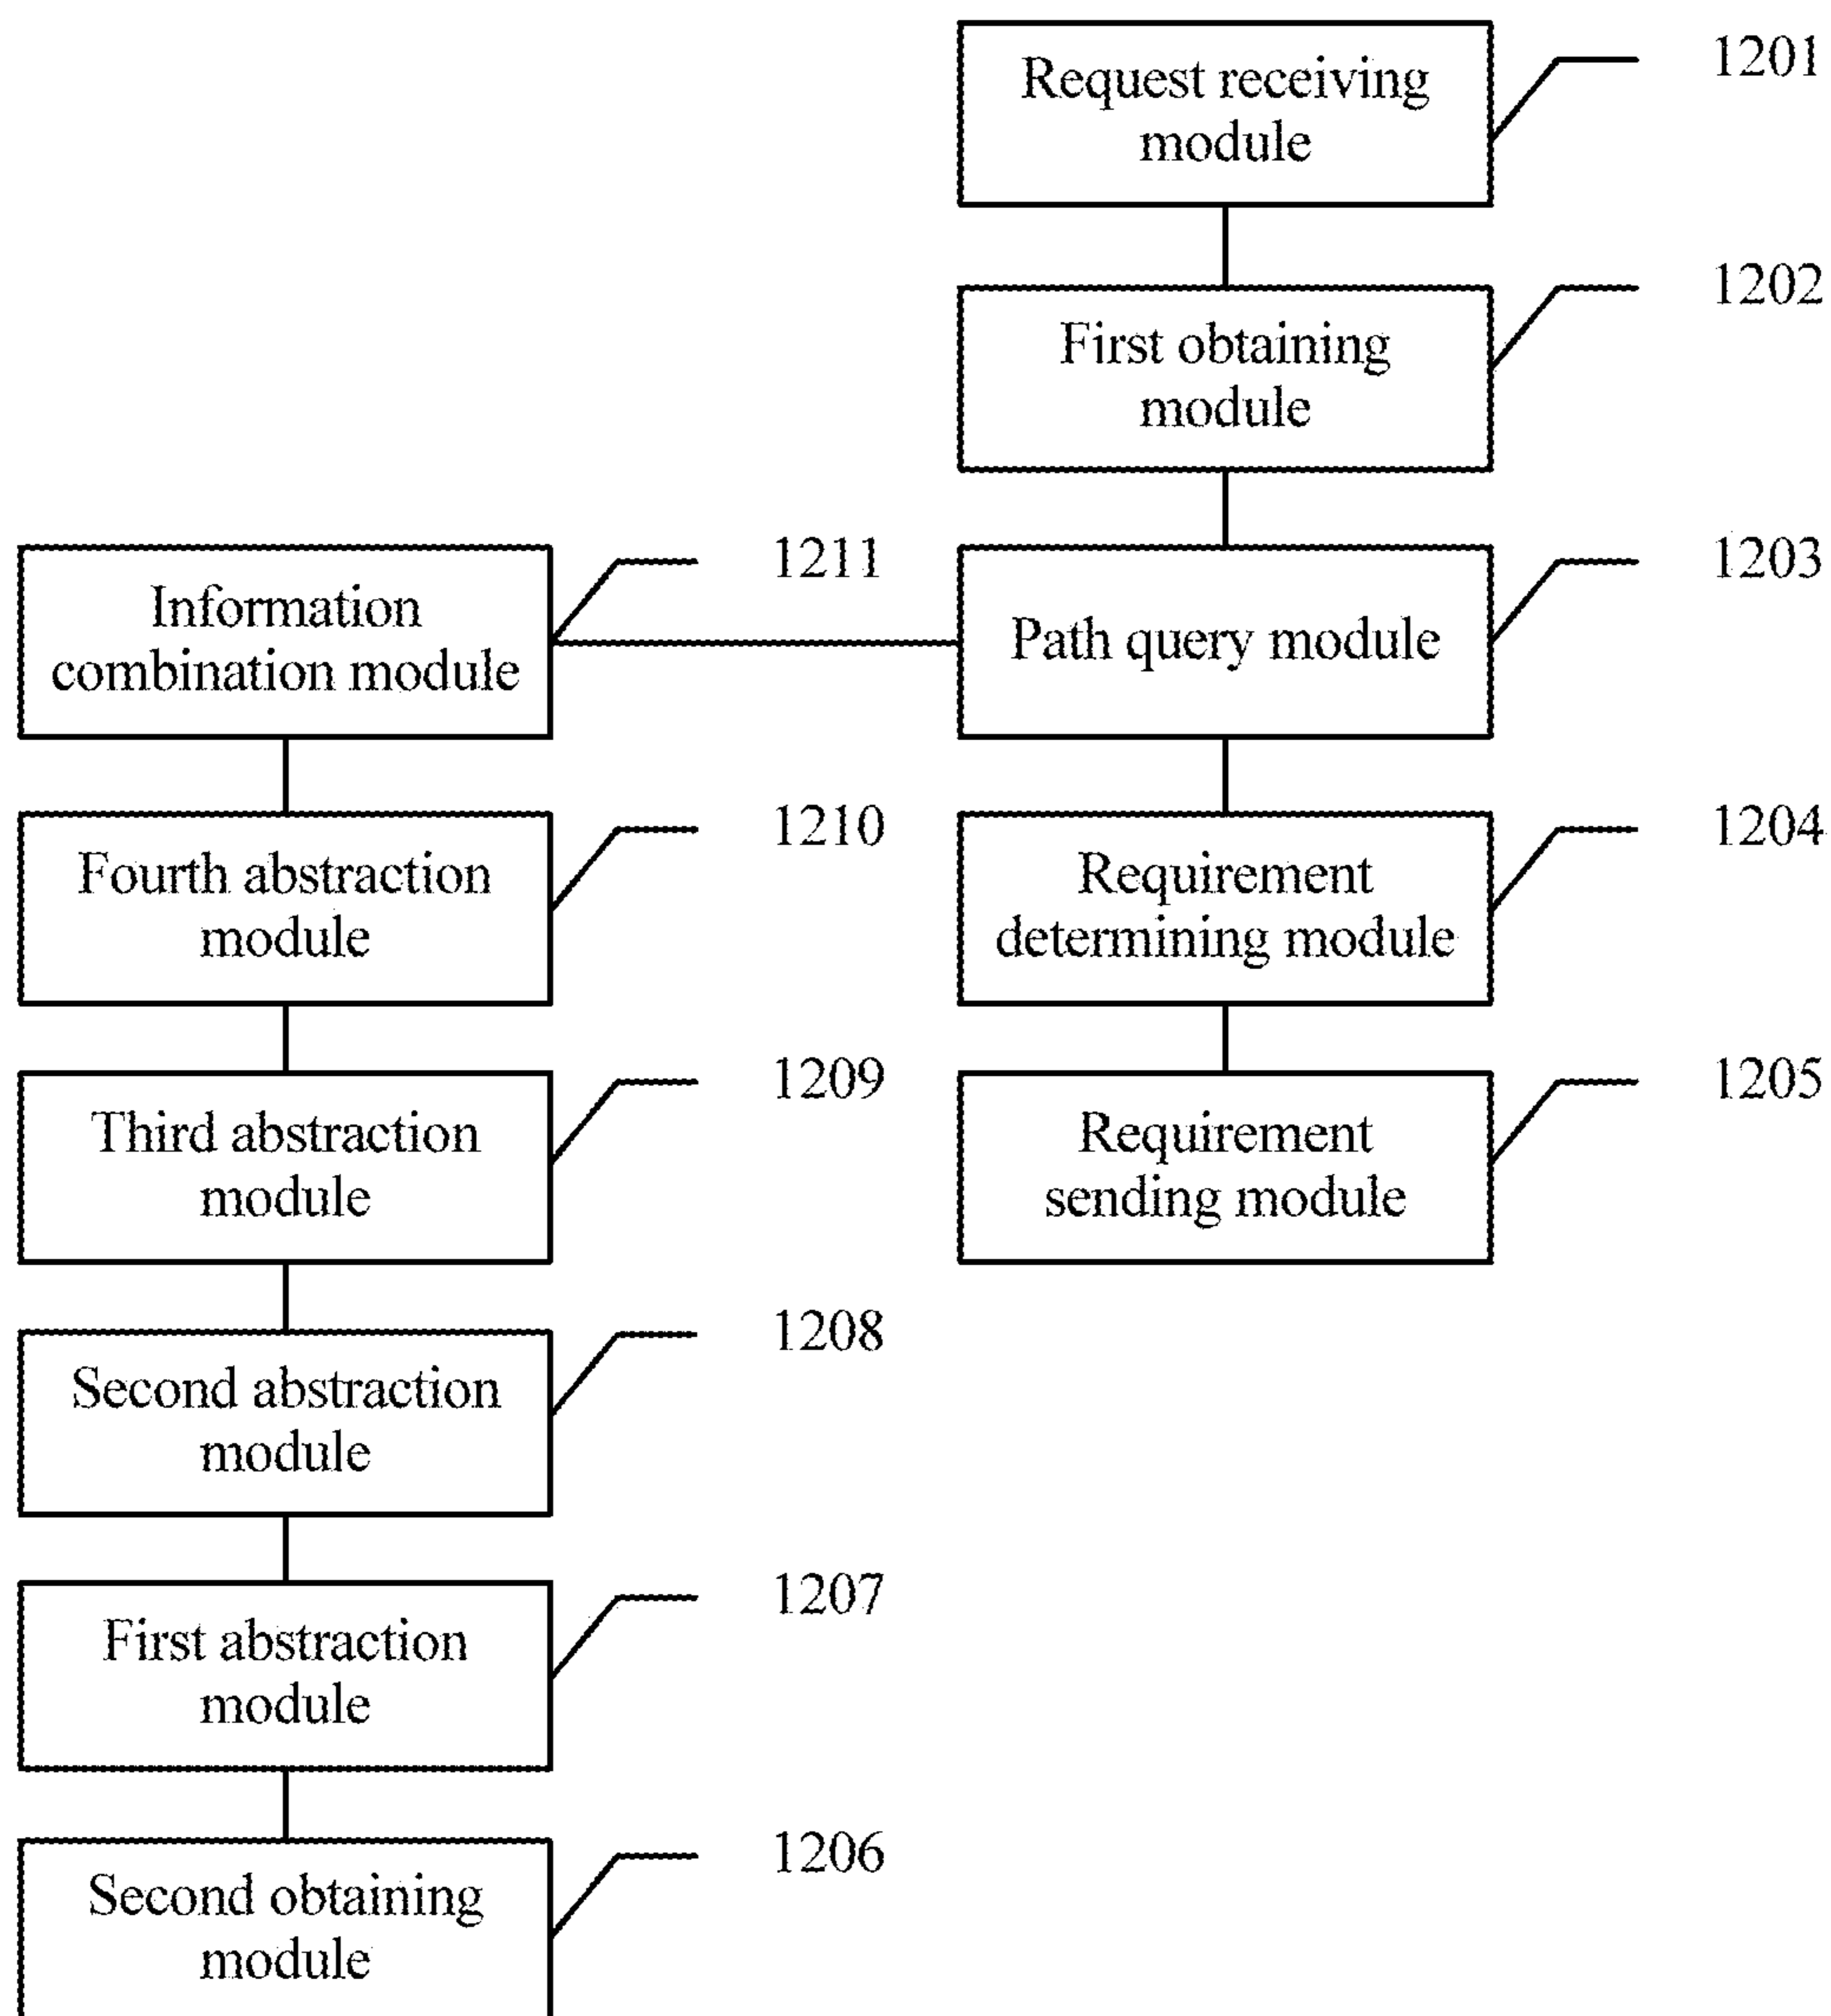 Request receiving
module
1201
First obtaining
module
1202
Information
combination module
1211
Path query module
1203
Fourth abstraction
module
1210
Requirement
determining module
1204
Third abstraction
module
1209
Requirement
sending module
1205
Second abstraction
module
1208
First abstraction
module
1207
Second obtaining
module
1206